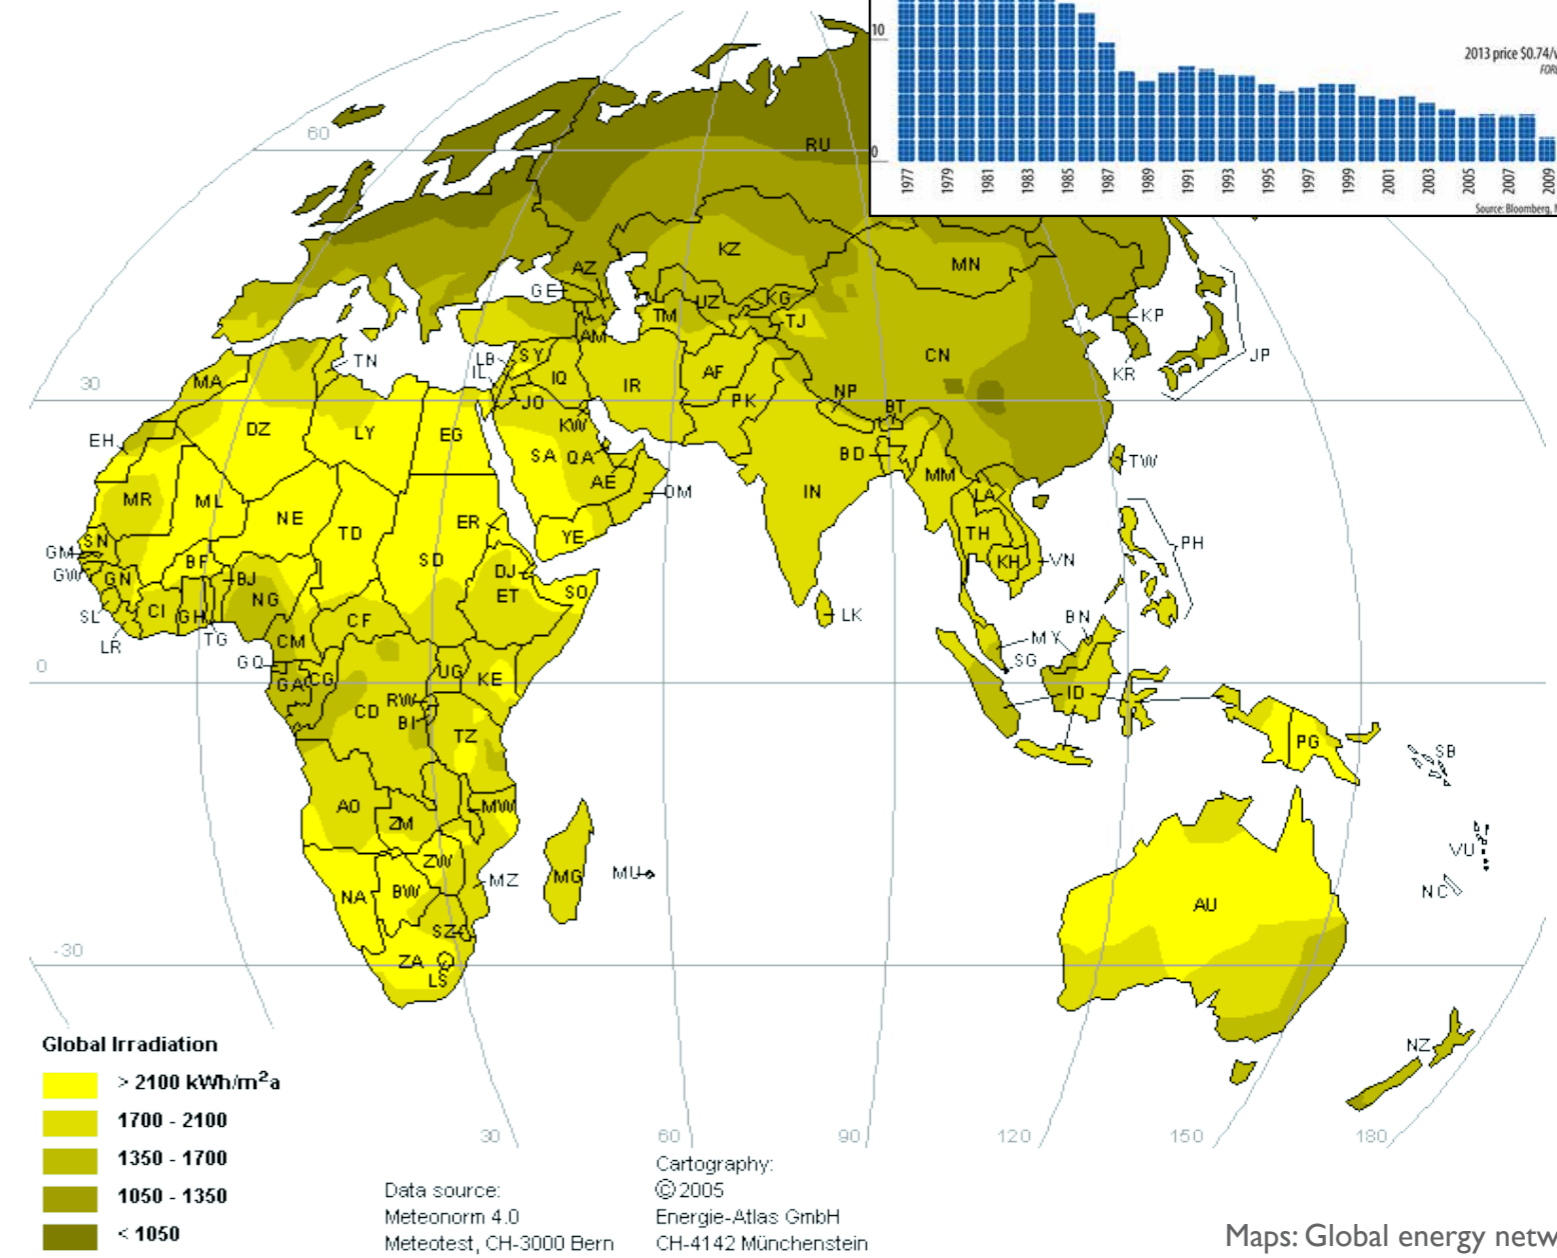 10
2013 price $0.74/
0
1977
1979
1981
1983
1985
1987
1989
1991
1993
1995
1997
1999
2001
2003
2005
2007
2009
Source: Bloomberg,
60
RU
KZ
MN
AZ
GE
UZ
KG
TM
TJ
AM
KP
CN
JP
KR
TN
LB
SY
IL
IQ
IR
AF
MA
30
JO
PK
NP
BT
EH
DZ
LY
EG
KW
SA
QA
BD
MM
TW
AE
OM
IN
LA
MR
ML
NE
TD
ER
YE
TH
PH
SN
GM
BF
SD
DJ
KH
VN
GW
GN
BJ
ET
SO
NG
CI
GH
SL
TG
CF
LK
BN
LR
CM
MY
SG
0
GQ
UG
KE
GA
CG
RW
CD
BI
ID
TZ
PG
SB
AO
MW
ZM
ZW
VU
MZ
MG
MU
NA
BW
NC
AU
SZ
-30
ZA
LS
NZ
Global Irradiation
> 2100 kWh/m²a
1700 - 2100
1350 - 1700
1050 - 1350
< 1050
30
60
90
120
150
180
Data source:
Meteonorm 4.0
Meteotest, CH-3000 Bern
Cartography:
© 2005
Energie-Atlas GmbH
CH-4142 Münchenstein
Maps: Global energy